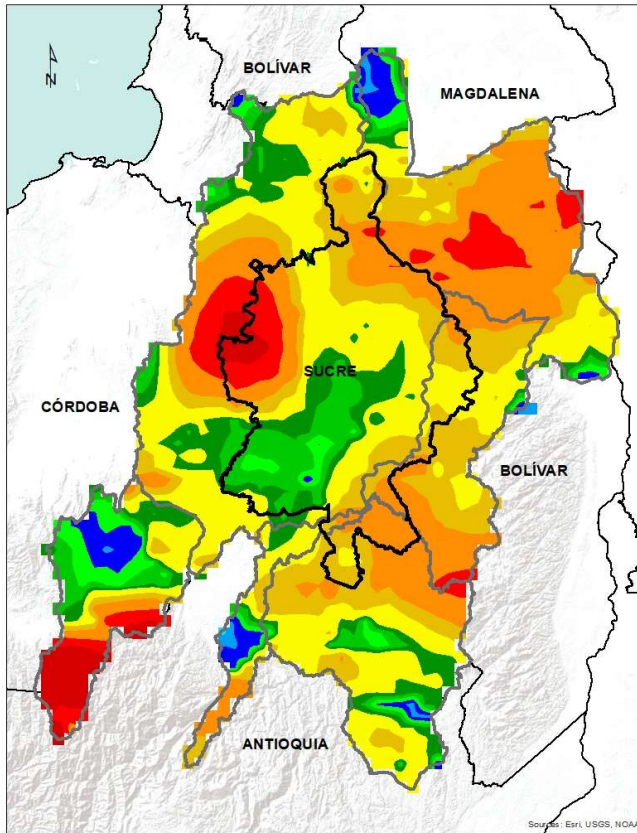 BOLÍVAR
N
MAGDALENA
SUCRE
CÓRDOBA
BOLÍVAR
ANTIOQUIA
Sources: Esri, USGS, NOAA